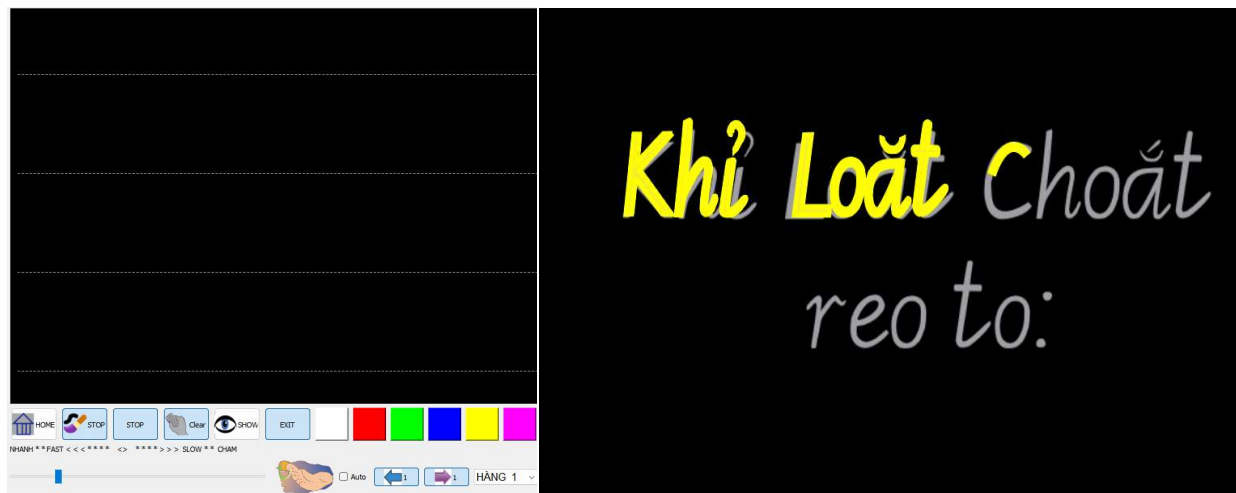 Khỉ Loắt Choắt
reo to:
HOME STOP STOP Clear SHOW EXIT
NHANH * * FAST < < < * * * * <> * * * * > > > SLOW * * CHAM
Auto 1 1 HÀNG 1